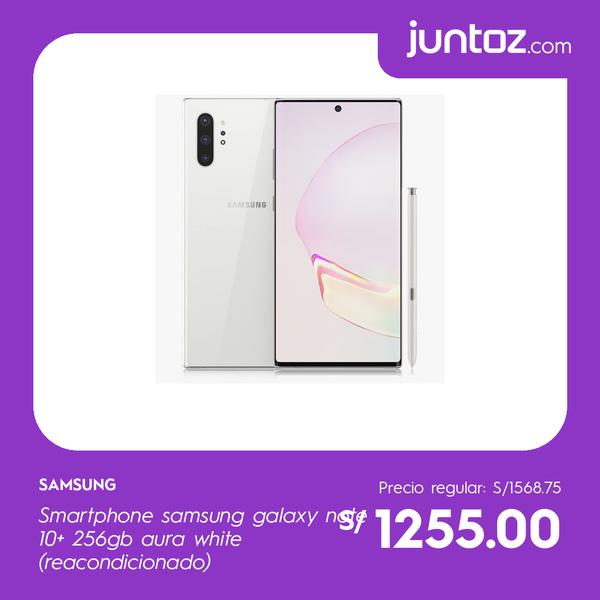 juntoz.com
SAMSUNG
SAMSUNG
Smartphone samsung galaxy note
10+ 256gb aura white
(reacondicionado)
Precio regular: S/1568.75
S/ 1255.00